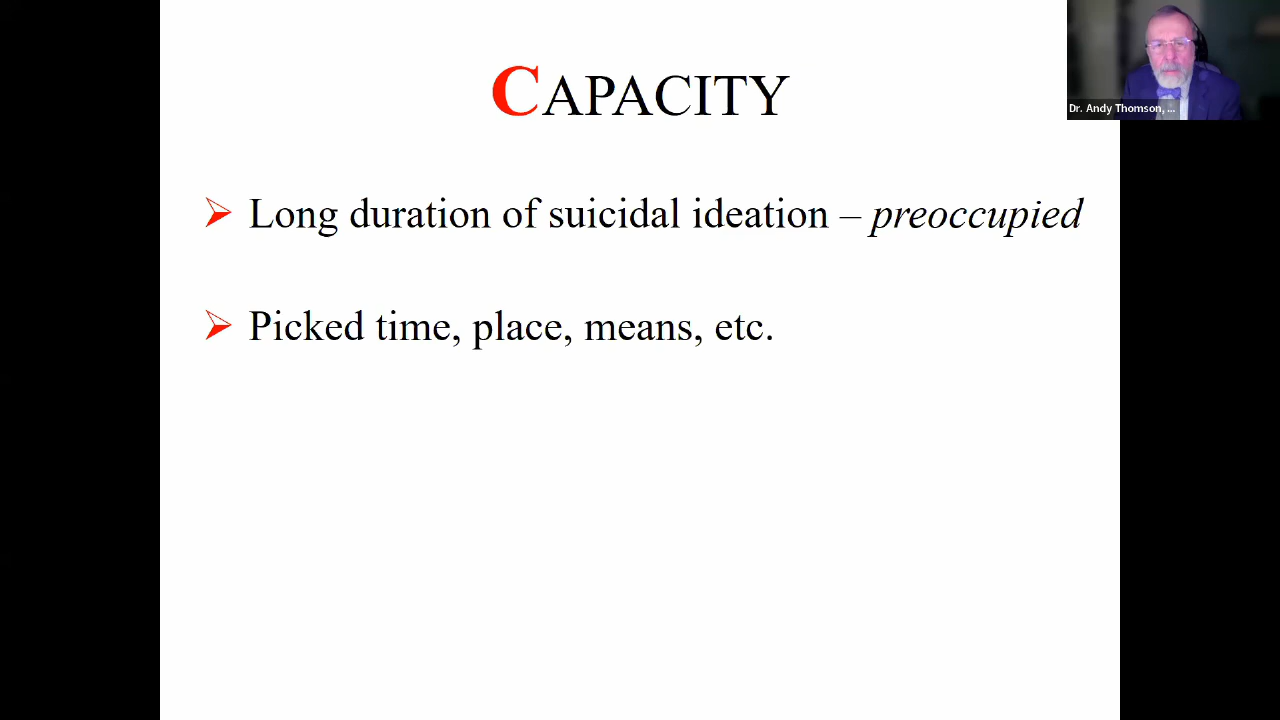 CAPACITY
Dr. Andy Thomson, ...
Long duration of suicidal ideation – preoccupied
Picked time, place, means, etc.